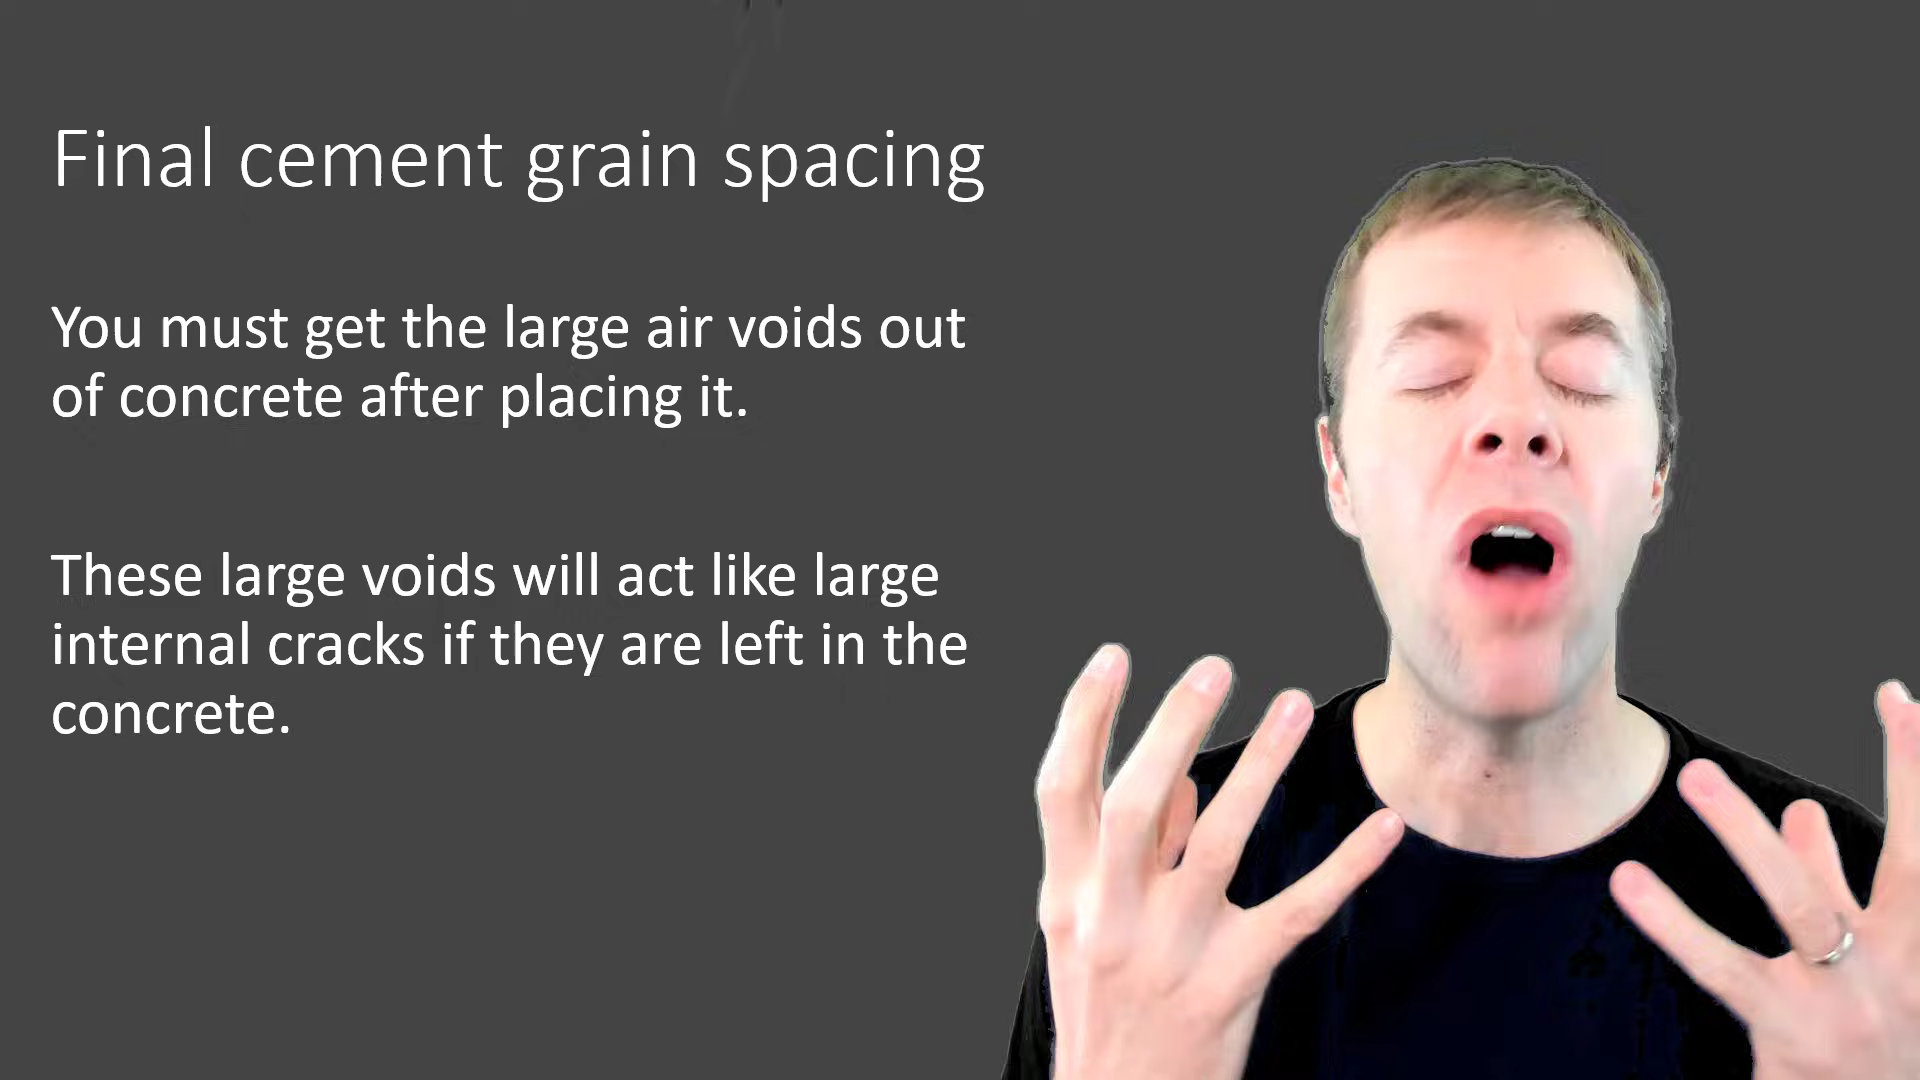 Final cement grain spacing
You must get the large air voids out
of concrete after placing it.
These large voids will act like large
internal cracks if they are left in the
concrete.